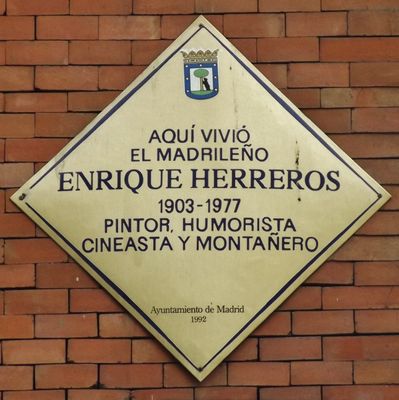 AQUÍ VIVIÓ
EL MADRILEÑO
ENRIQUE HERREROS
1903-1977
PINTOR, HUMORISTA
CINEASTA Y MONTAÑERO
Ayuntamiento de Madrid
1992